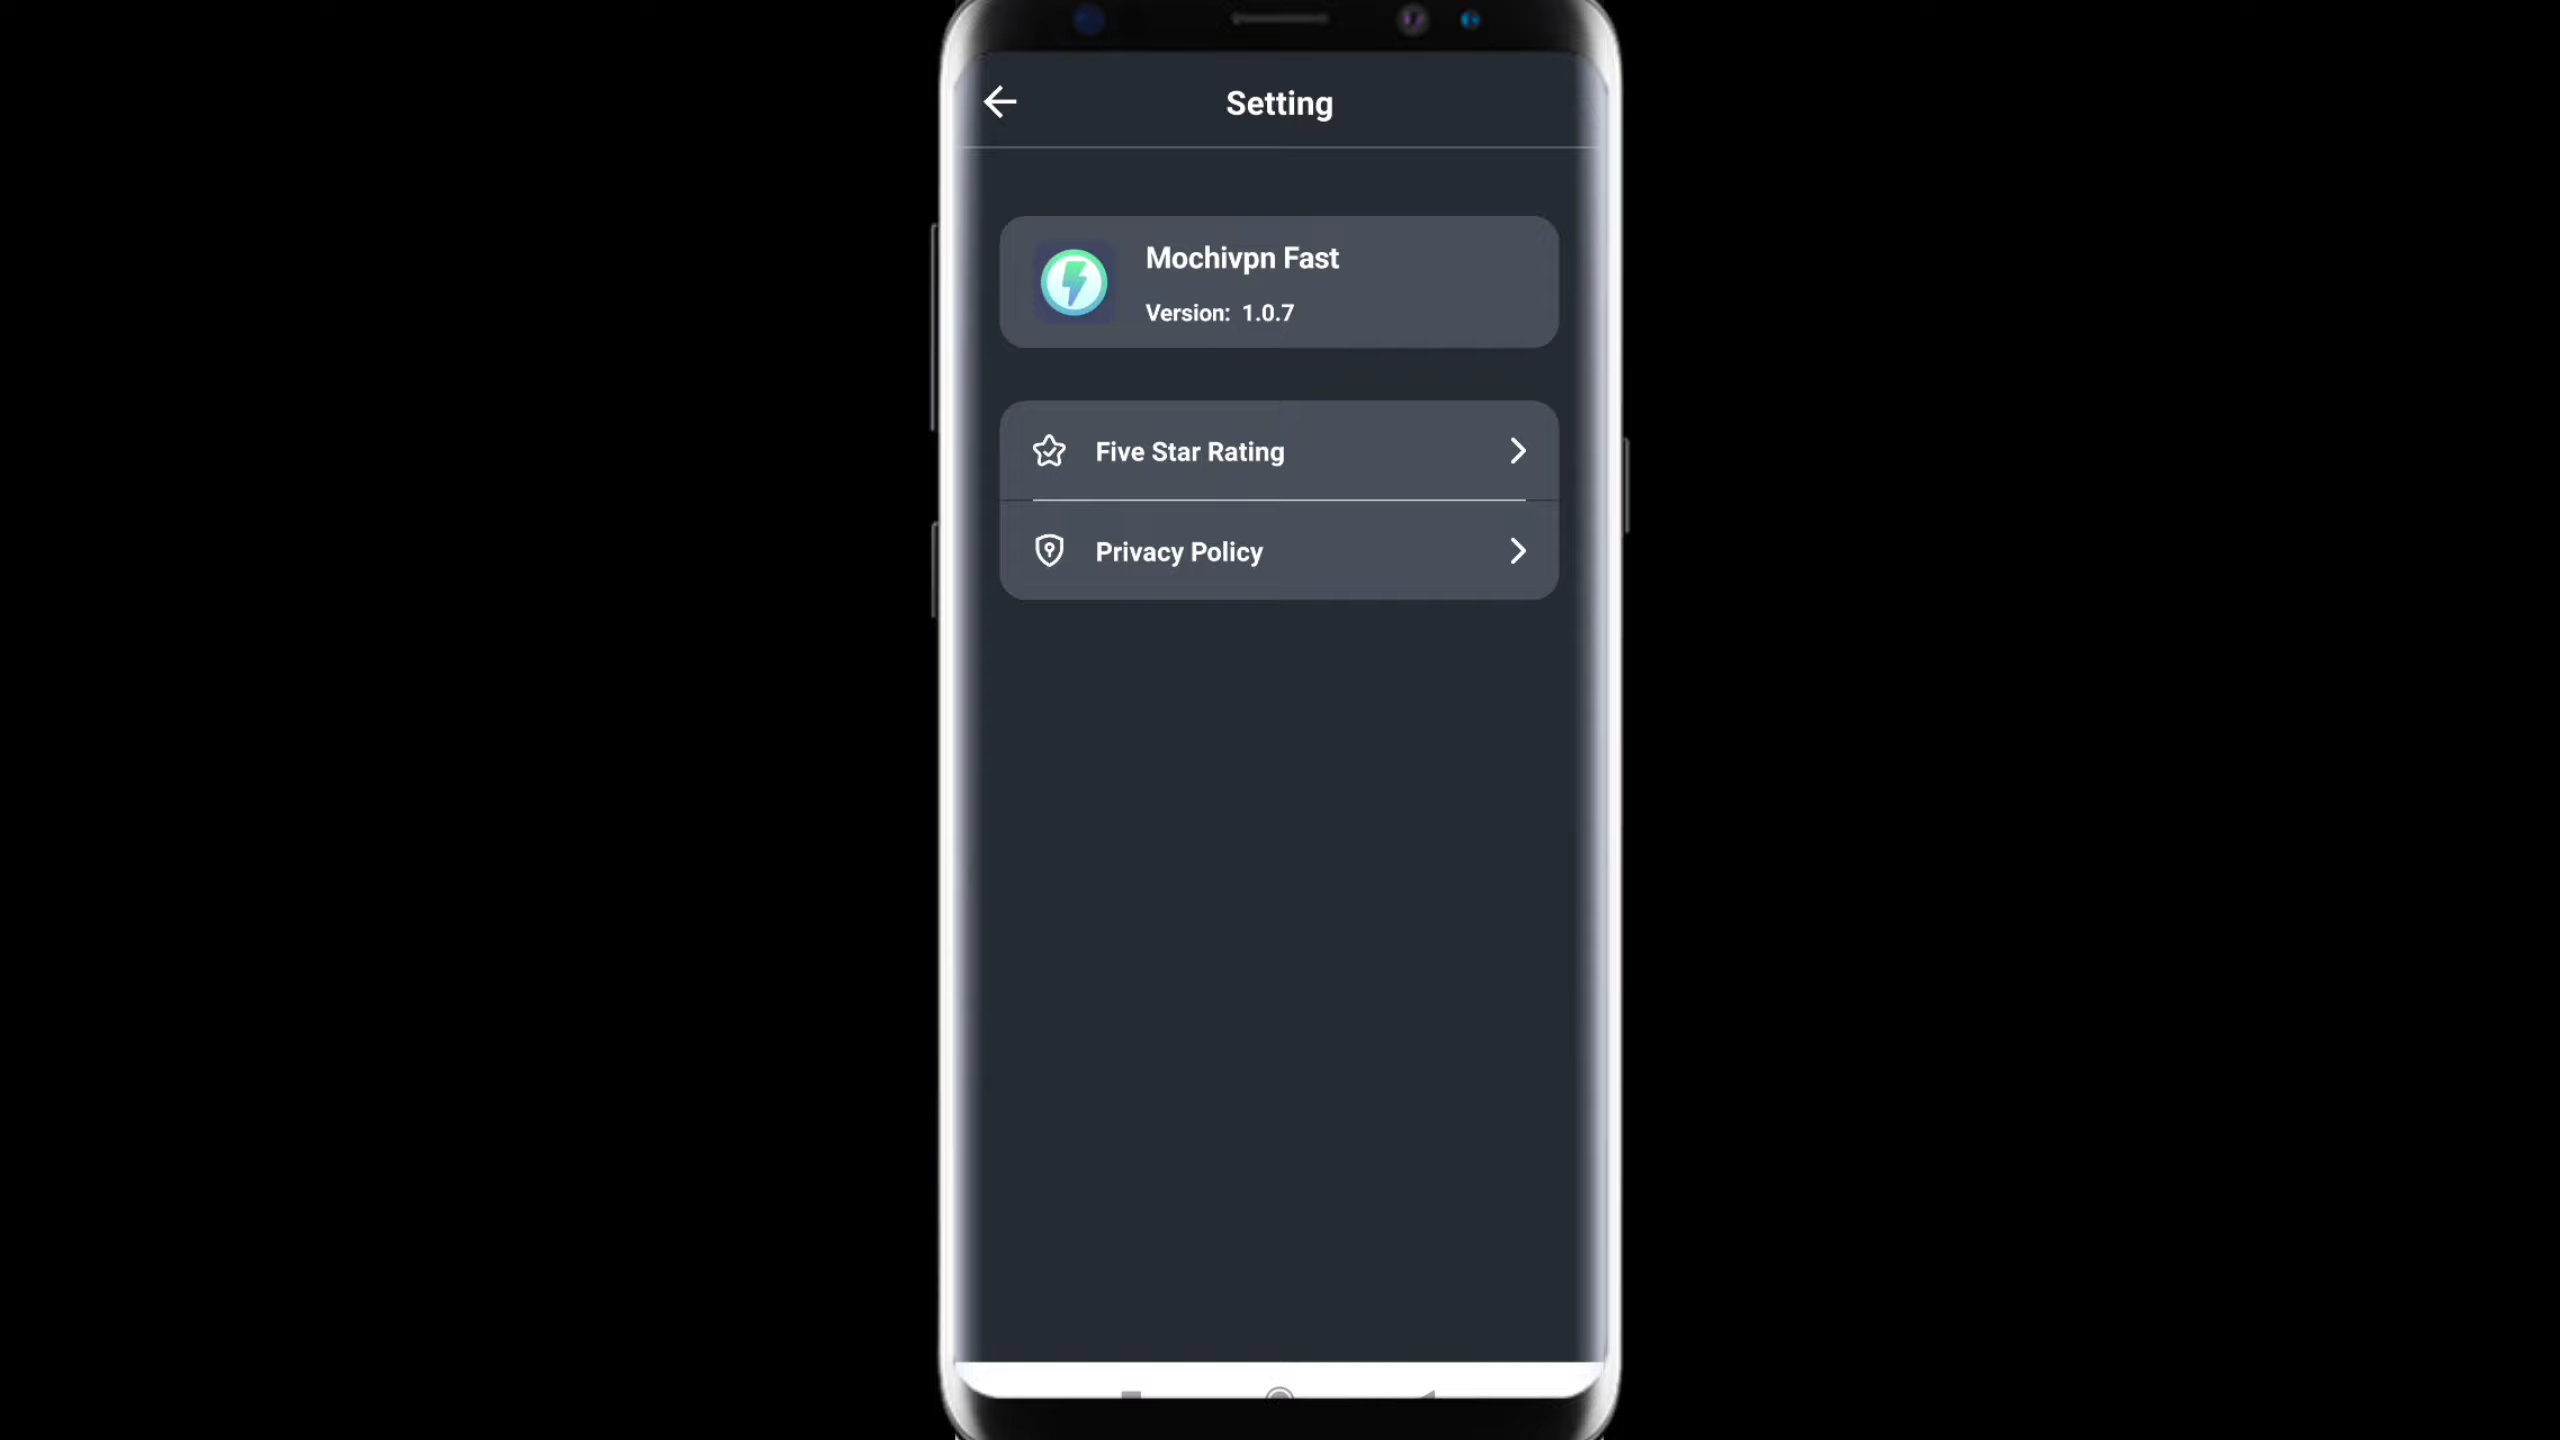 Setting
Mochivpn Fast
Version: 1.0.7
Five Star Rating
Privacy Policy